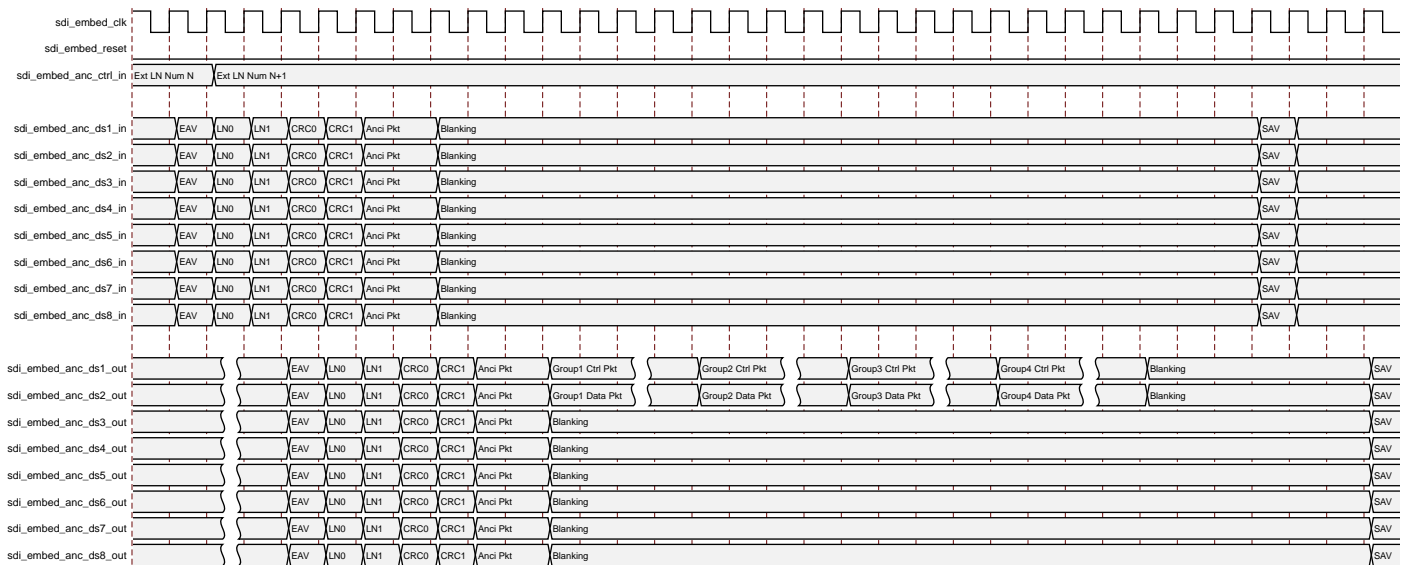 sdi_embed_clk
sdi_embed_reset
sdi_embed_anc_ctrl_in Ext LN Num N Ext LN Num N+1
sdi_embed_anc_ds1_in EAV LN0 LN1 CRC0 CRC1 Anci Pkt Blanking SAV
sdi_embed_anc_ds2_in EAV LN0 LN1 CRC0 CRC1 Anci Pkt Blanking SAV
sdi_embed_anc_ds3_in EAV LN0 LN1 CRC0 CRC1 Anci Pkt Blanking SAV
sdi_embed_anc_ds4_in EAV LN0 LN1 CRC0 CRC1 Anci Pkt Blanking SAV
sdi_embed_anc_ds5_in EAV LN0 LN1 CRC0 CRC1 Anci Pkt Blanking SAV
sdi_embed_anc_ds6_in EAV LN0 LN1 CRC0 CRC1 Anci Pkt Blanking SAV
sdi_embed_anc_ds7_in EAV LN0 LN1 CRC0 CRC1 Anci Pkt Blanking SAV
sdi_embed_anc_ds8_in EAV LN0 LN1 CRC0 CRC1 Anci Pkt Blanking SAV
sdi_embed_anc_ds1_out EAV LN0 LN1 CRC0 CRC1 Anci Pkt Group1 Ctrl Pkt Group2 Ctrl Pkt Group3 Ctrl Pkt Group4 Ctrl Pkt Blanking SAV
sdi_embed_anc_ds2_out EAV LN0 LN1 CRC0 CRC1 Anci Pkt Group1 Data Pkt Group2 Data Pkt Group3 Data Pkt Group4 Data Pkt Blanking SAV
sdi_embed_anc_ds3_out EAV LN0 LN1 CRC0 CRC1 Anci Pkt Blanking SAV
sdi_embed_anc_ds4_out EAV LN0 LN1 CRC0 CRC1 Anci Pkt Blanking SAV
sdi_embed_anc_ds5_out EAV LN0 LN1 CRC0 CRC1 Anci Pkt Blanking SAV
sdi_embed_anc_ds6_out EAV LN0 LN1 CRC0 CRC1 Anci Pkt Blanking SAV
sdi_embed_anc_ds7_out EAV LN0 LN1 CRC0 CRC1 Anci Pkt Blanking SAV
sdi_embed_anc_ds8_out EAV LN0 LN1 CRC0 CRC1 Anci Pkt Blanking SAV